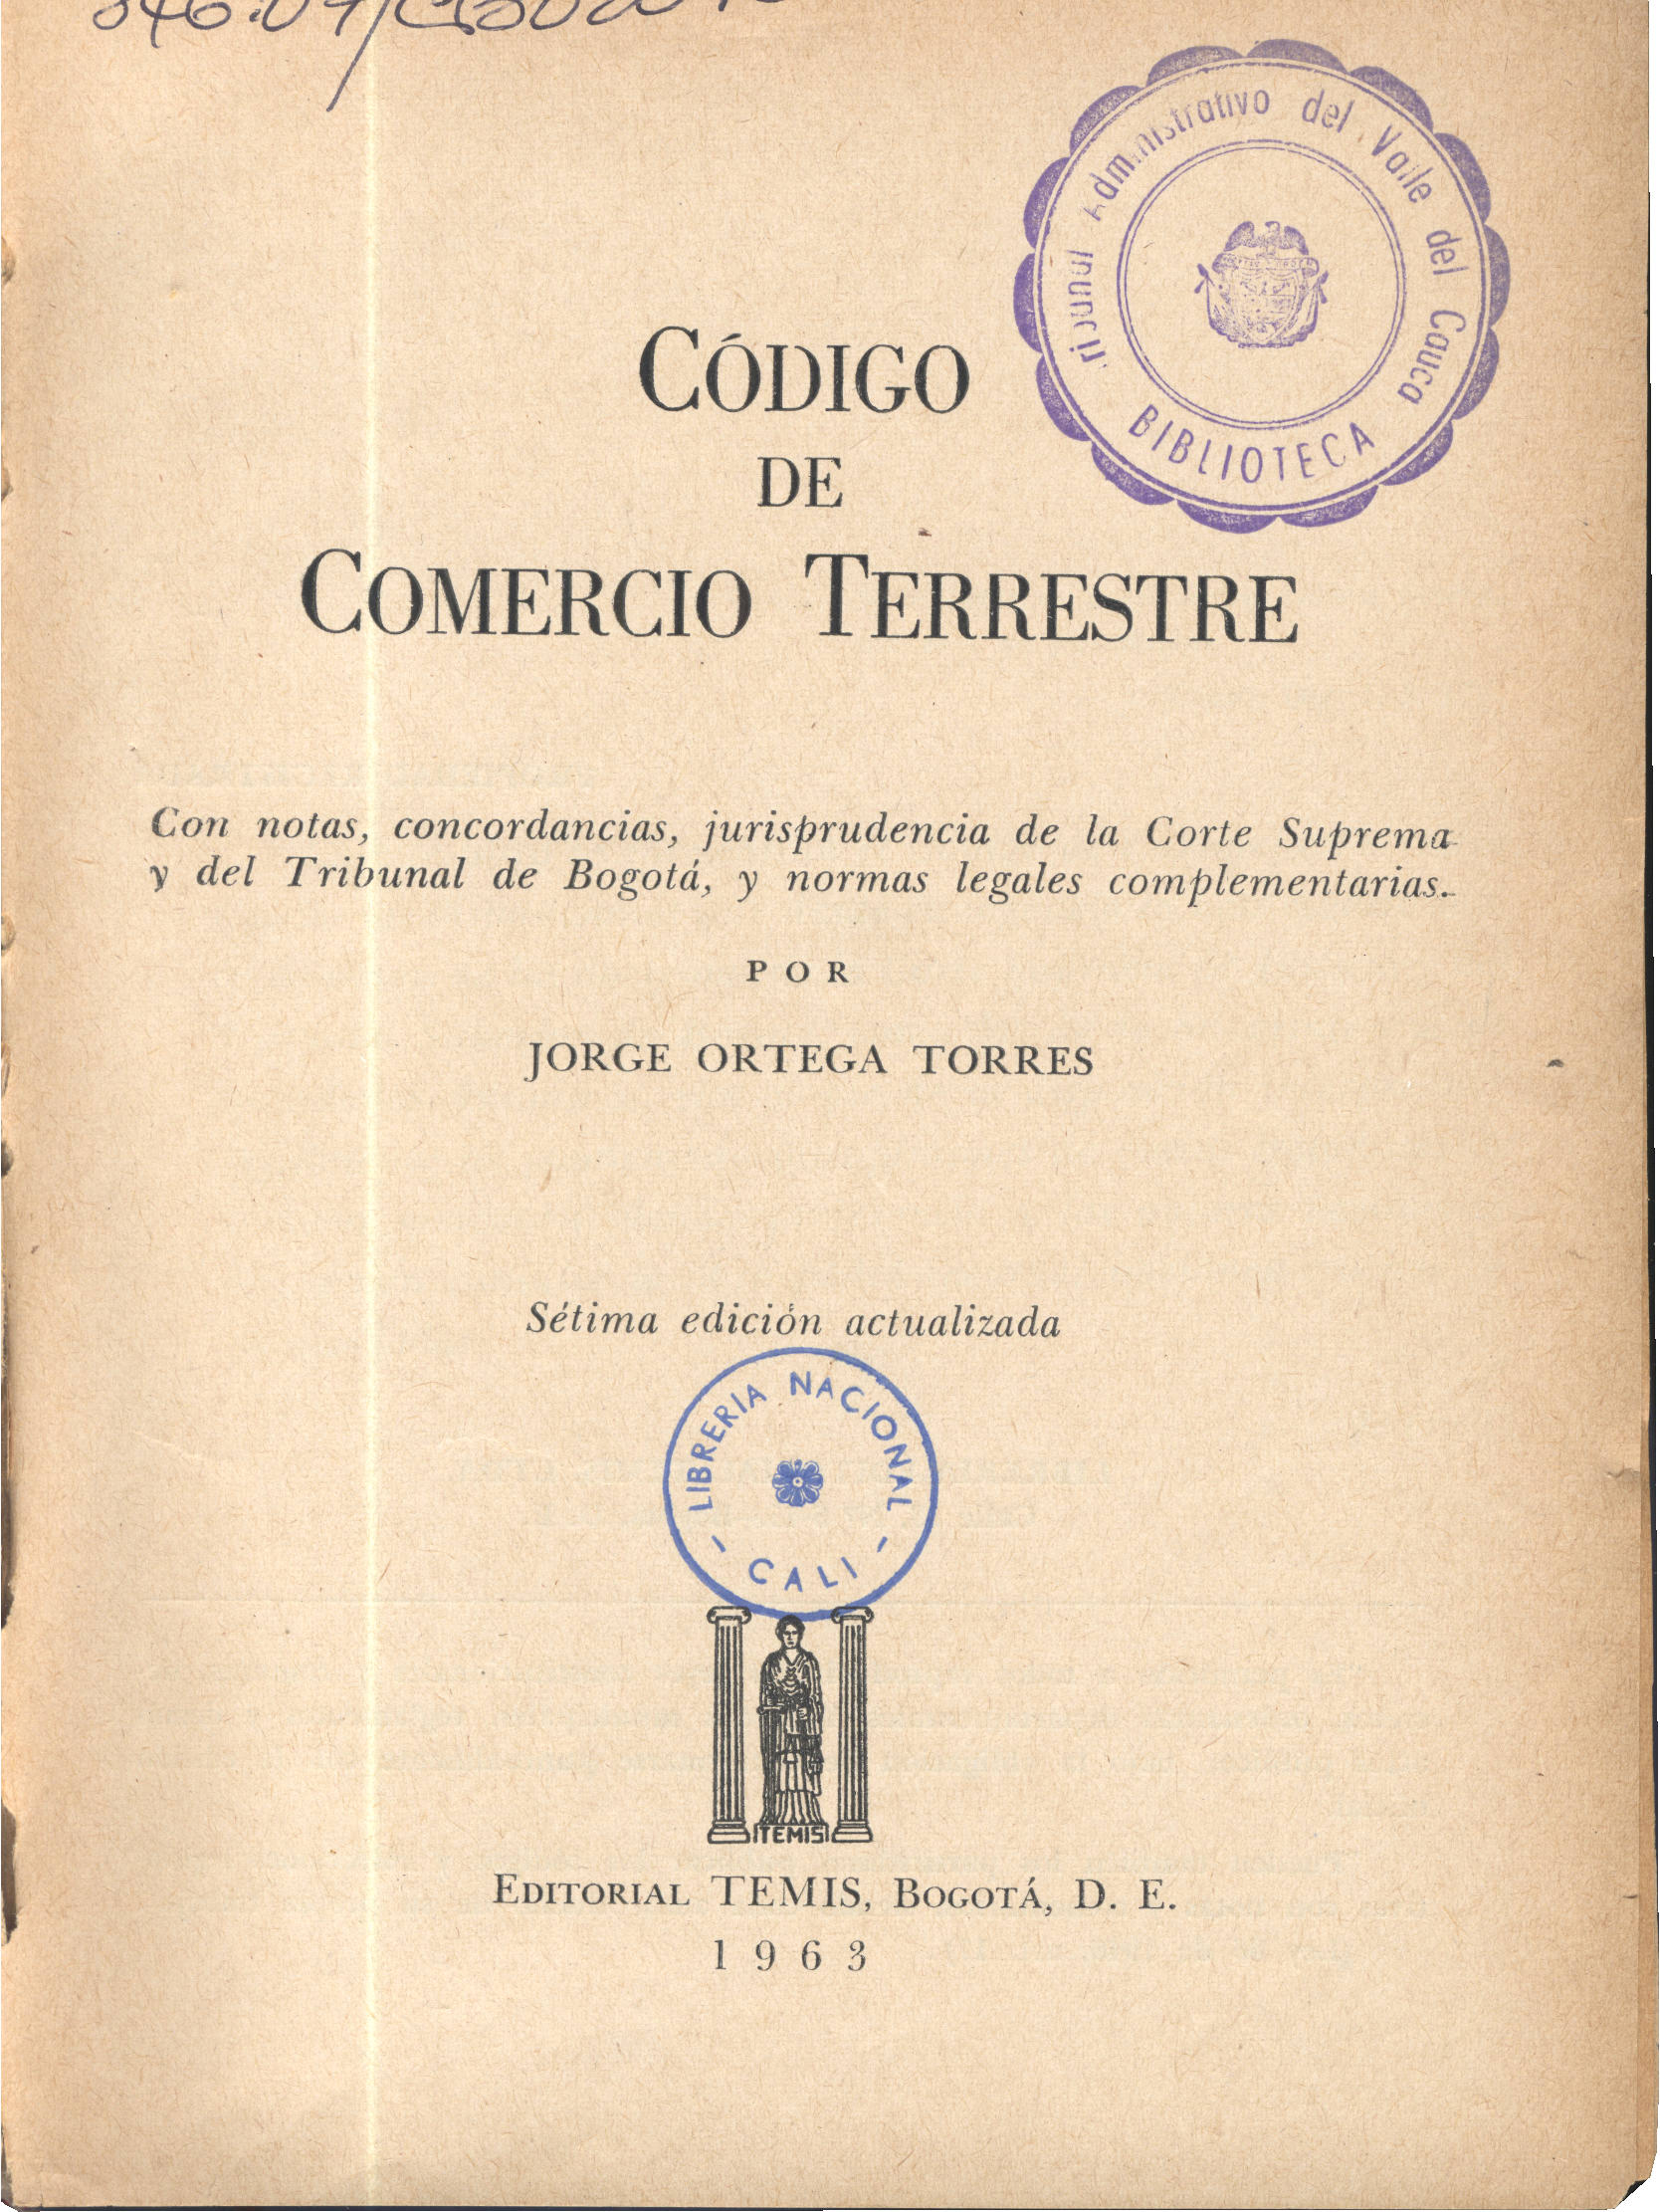 Administrativo del Valle del Cauca
BIBLIOTECA
CÓDIGO
DE
COMERCIO TERRESTRE
Con notas, concordancias, jurisprudencia de la Corte Suprema
y del Tribunal de Bogotá, y normas legales complementarias.
POR
JORGE ORTEGA TORRES
Sétima edición actualizada
LIBRERIA NACIONAL
- CALI -
TEMIS
EDITORIAL TEMIS, BOGOTÁ, D. E.
1963